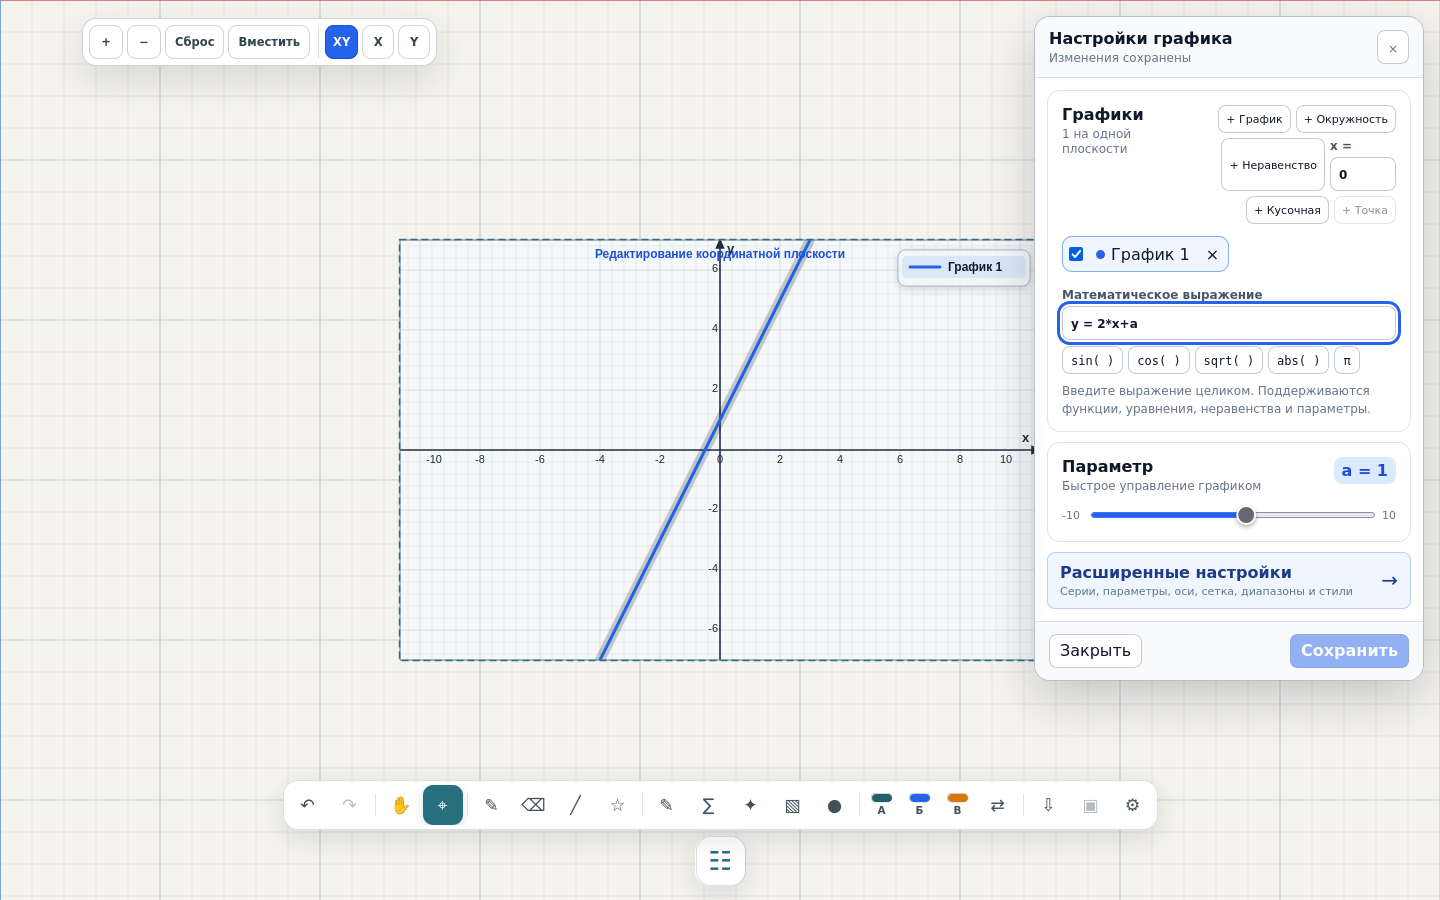 + − Сброс Вместить XY X Y
Настройки графика
Изменения сохранены
×
Графики
1 на одной
плоскости
+ График + Окружность
+ Неравенство
x =
0
+ Кусочная + Точка
График 1 ×
Математическое выражение
y = 2*x+a
sin( ) cos( ) sqrt( ) abs( ) π
Введите выражение целиком. Поддерживаются
функции, уравнения, неравенства и параметры.
Параметр
Быстрое управление графиком
a = 1
-10 10
Расширенные настройки
Серии, параметры, оси, сетка, диапазоны и стили
→
Закрыть Сохранить
Редактирование координатной плоскости
y
График 1
6
4
2
x
-10 -8 -6 -4 -2 0 2 4 6 8 10
-2
-4
-6
А Б В